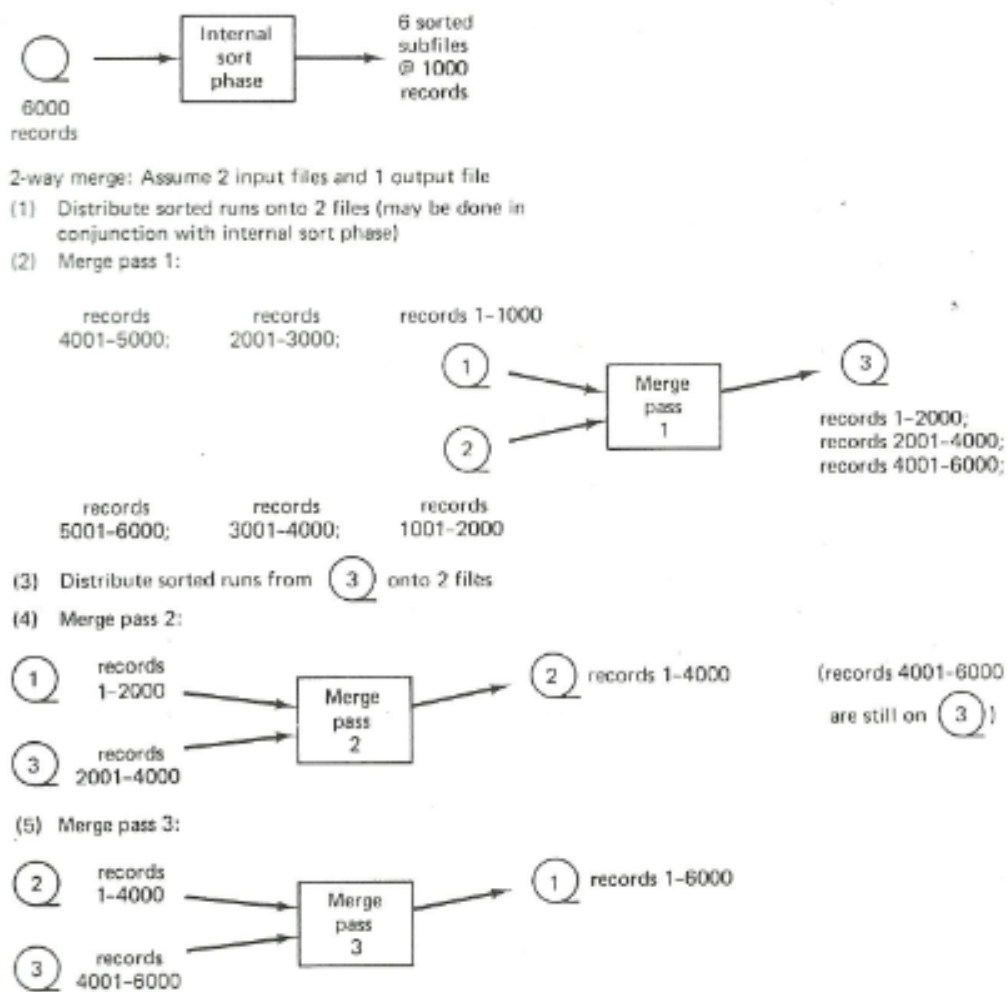 Internal
sort
phase
6 sorted
subfiles
@ 1000
records
6000
records
2-way merge: Assume 2 input files and 1 output file
(1) Distribute sorted runs onto 2 files (may be done in
conjunction with internal sort phase)
(2) Merge pass 1:
records
4001-5000;
records
2001-3000;
records 1-1000
1
2
Merge
pass
1
3
records 1-2000;
records 2001-4000;
records 4001-6000;
records
5001-6000;
records
3001-4000;
records
1001-2000
(3) Distribute sorted runs from 3 onto 2 files
(4) Merge pass 2:
1
records
1-2000
3
records
2001-4000
Merge
pass
2
2 records 1-4000
(records 4001-6000
are still on 3)
(5) Merge pass 3:
2
records
1-4000
3
records
4001-6000
Merge
pass
3
1 records 1-6000